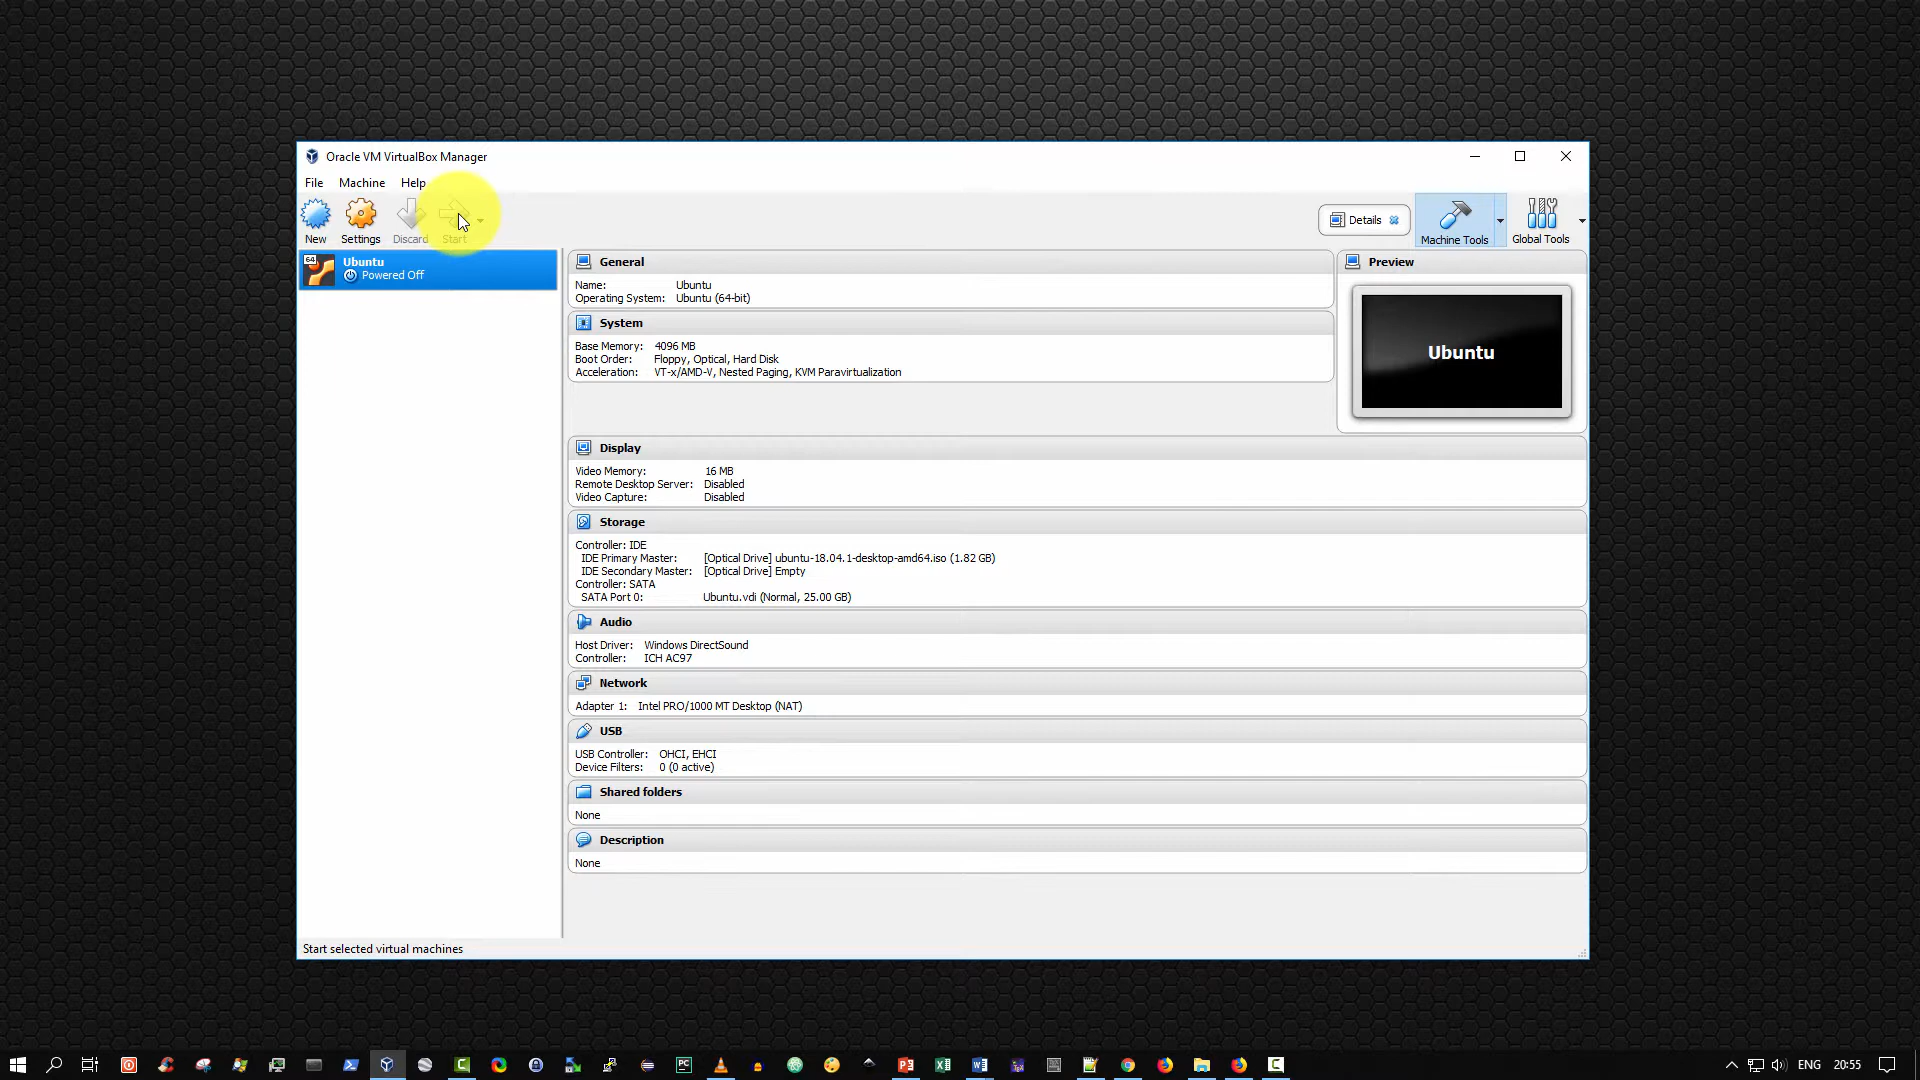 Oracle VM VirtualBox Manager
File Machine Help
New Settings Discard Start
Details
Machine Tools
Global Tools
64
Ubuntu
Powered Off
General
Name: Ubuntu
Operating System: Ubuntu (64-bit)
System
Base Memory: 4096 MB
Boot Order: Floppy, Optical, Hard Disk
Acceleration: VT-x/AMD-V, Nested Paging, KVM Paravirtualization
Preview
Ubuntu
Display
Video Memory: 16 MB
Remote Desktop Server: Disabled
Video Capture: Disabled
Storage
Controller: IDE
IDE Primary Master: [Optical Drive] ubuntu-18.04.1-desktop-amd64.iso (1.82 GB)
IDE Secondary Master: [Optical Drive] Empty
Controller: SATA
SATA Port 0: Ubuntu.vdi (Normal, 25.00 GB)
Audio
Host Driver: Windows DirectSound
Controller: ICH AC97
Network
Adapter 1: Intel PRO/1000 MT Desktop (NAT)
USB
USB Controller: OHCI, EHCI
Device Filters: 0 (0 active)
Shared folders
None
Description
None
Start selected virtual machines
ENG 20:55